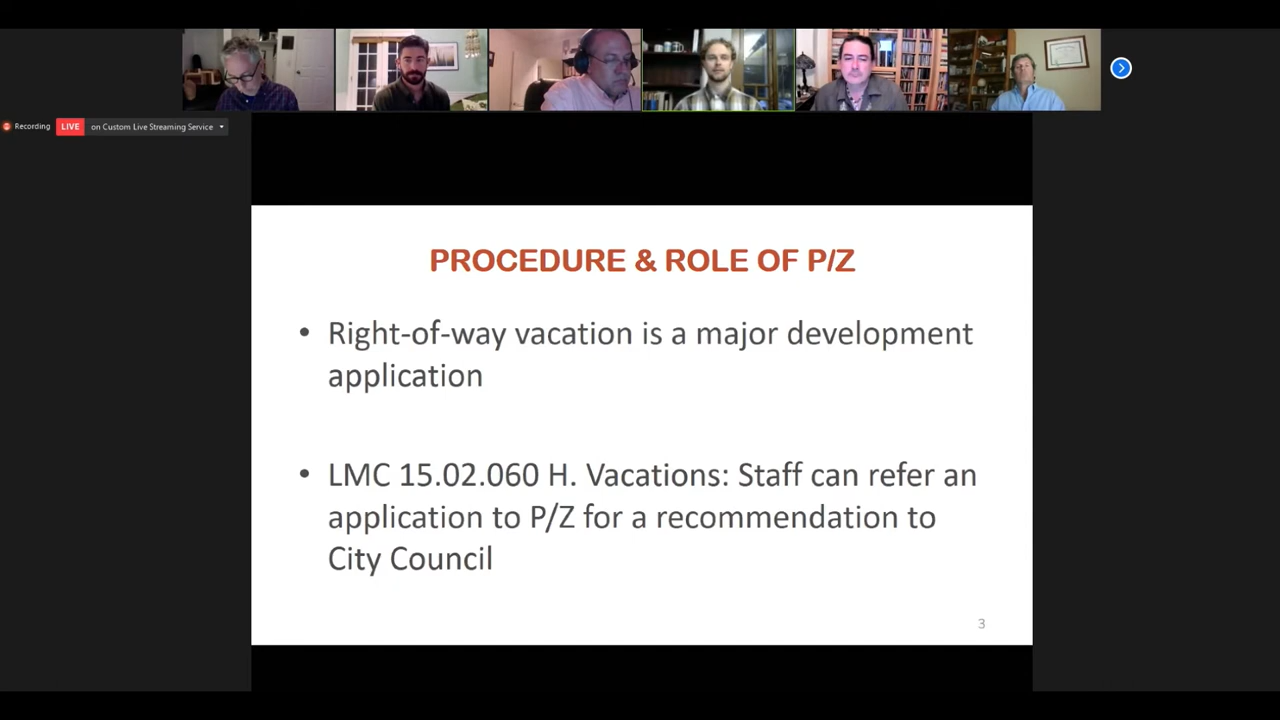 Recording
LIVE
on Custom Live Streaming Service
PROCEDURE & ROLE OF P/Z
• Right-of-way vacation is a major development
application
• LMC 15.02.060 H. Vacations: Staff can refer an
application to P/Z for a recommendation to
City Council
3